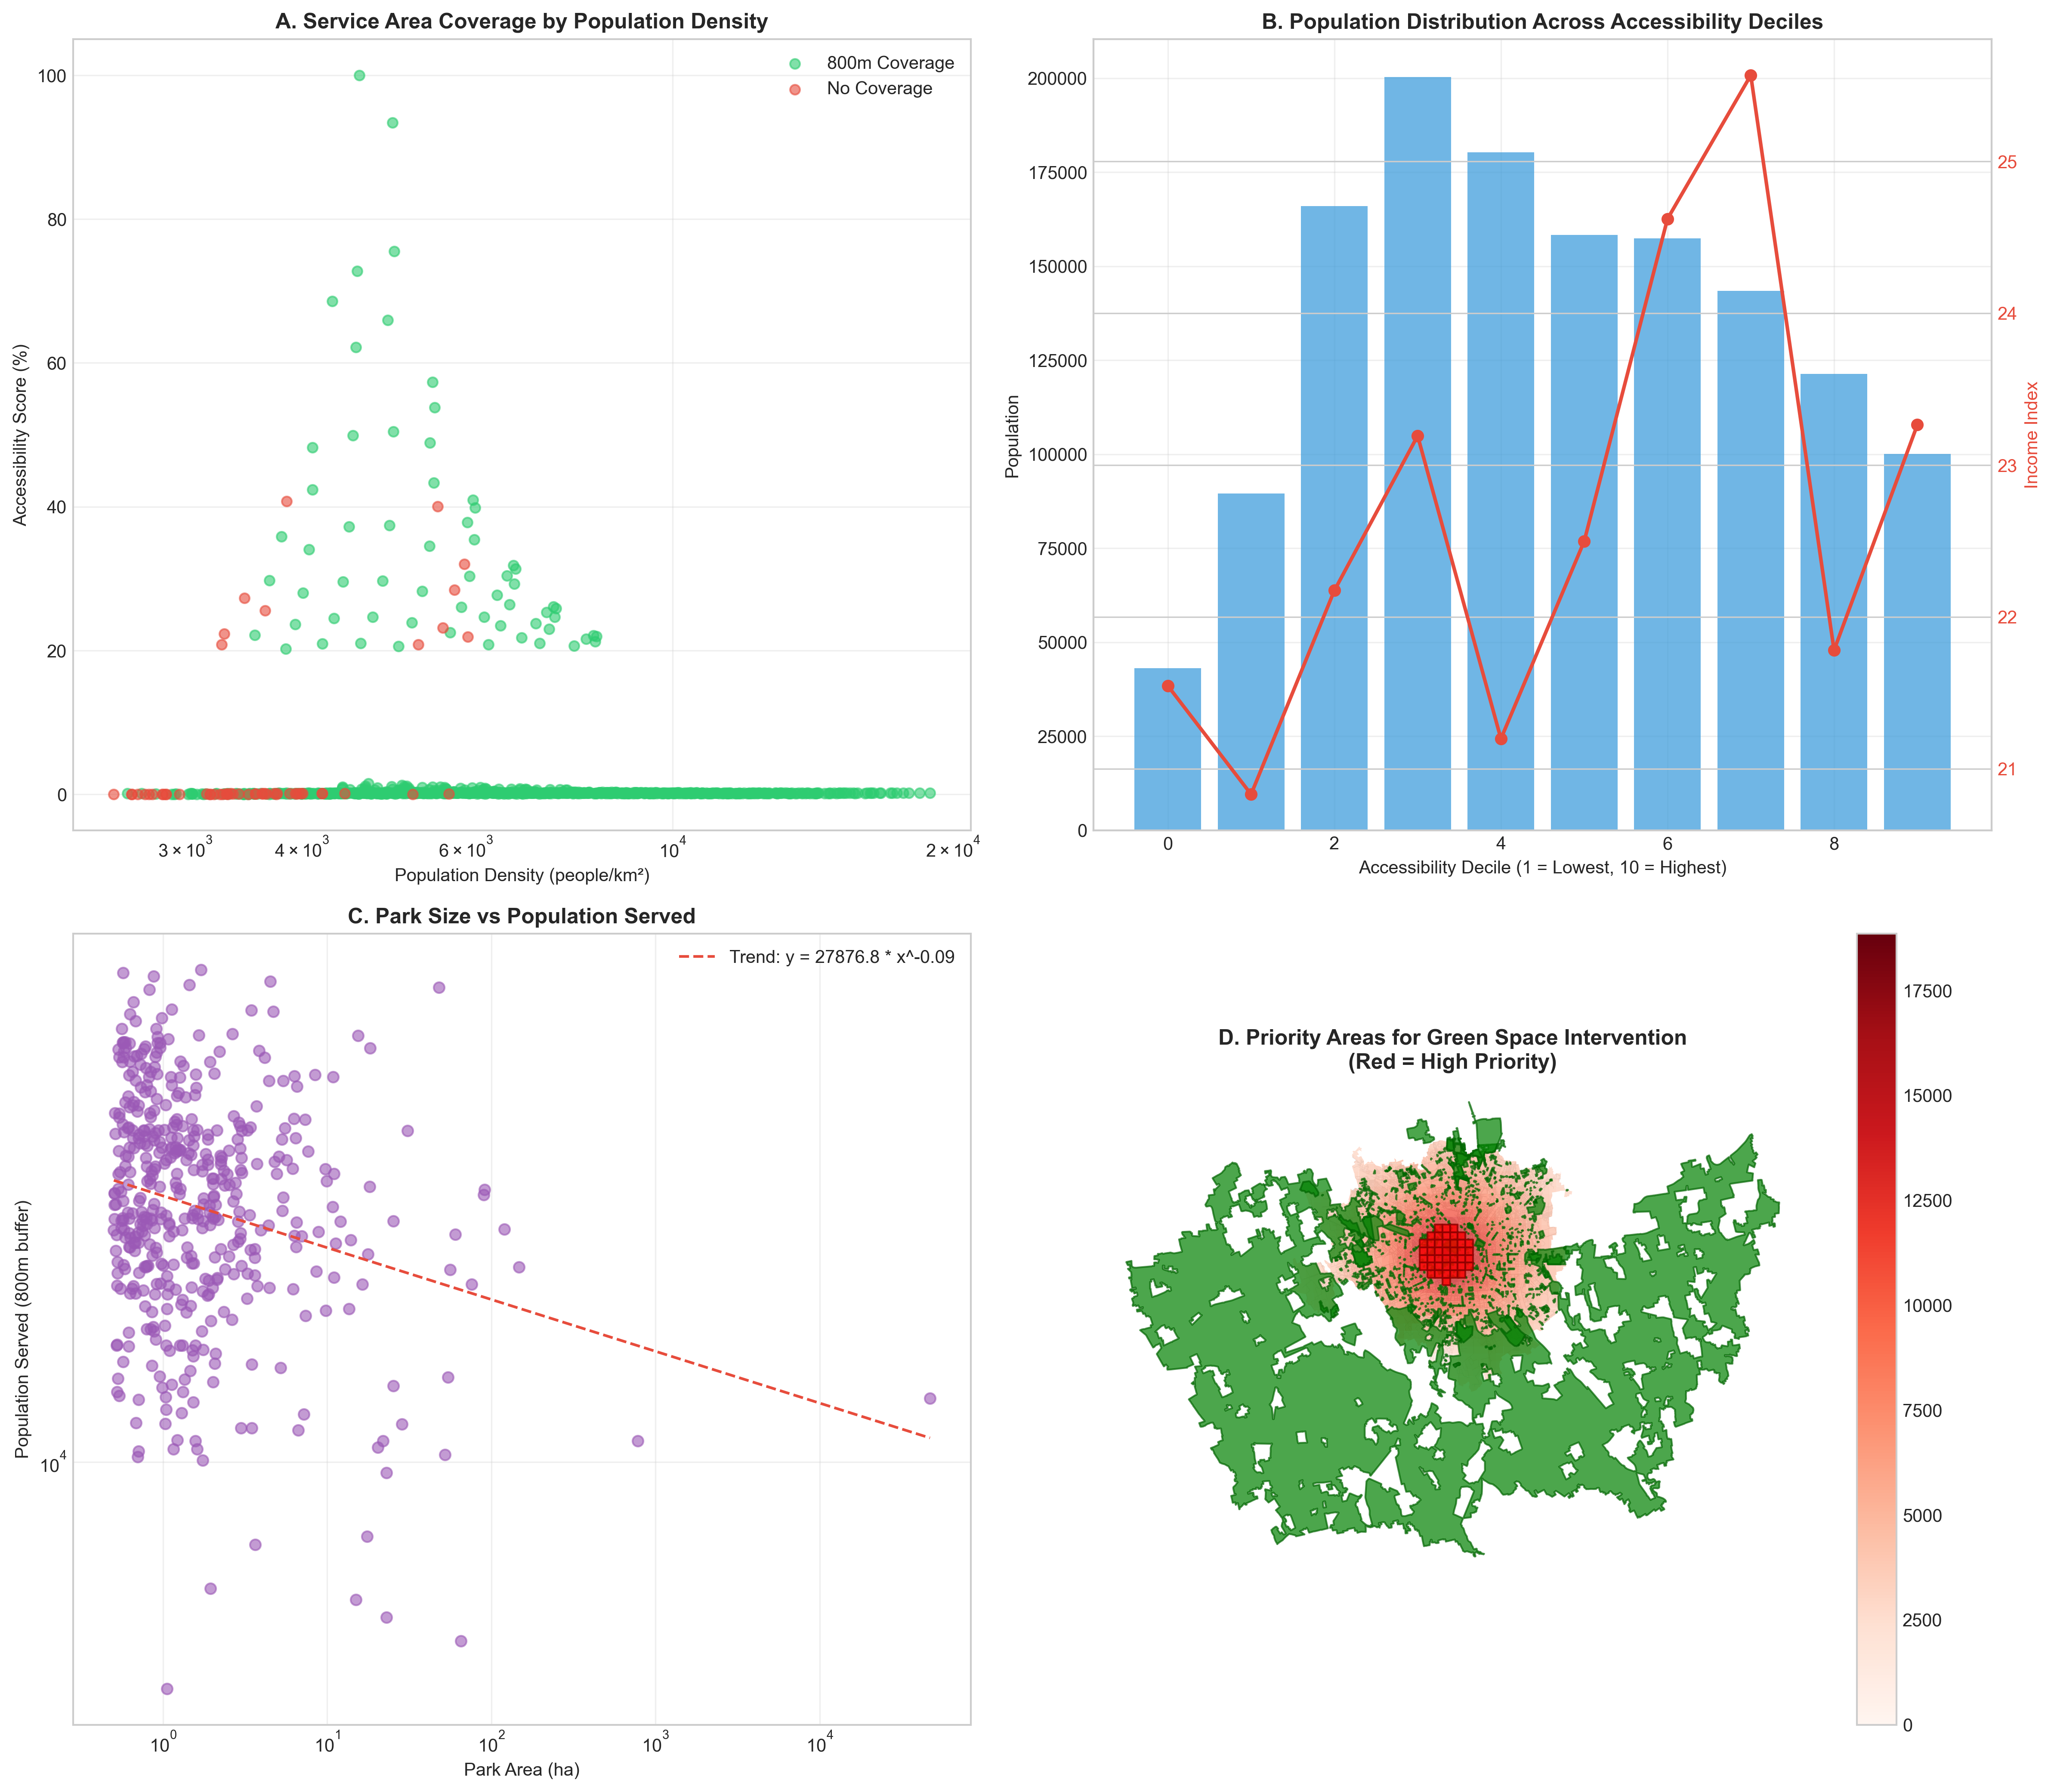 A. Service Area Coverage by Population Density
800m Coverage
No Coverage
100
80
60
40
20
0
Accessibility Score (%)
3 × 10³
4 × 10³
6 × 10³
10⁴
2 × 10⁴
Population Density (people/km²)
B. Population Distribution Across Accessibility Deciles
200000
175000
150000
125000
100000
75000
50000
25000
0
Population
25
24
23
22
21
Income Index
0
2
4
6
8
Accessibility Decile (1 = Lowest, 10 = Highest)
C. Park Size vs Population Served
Trend: y = 27876.8 * x^-0.09
10⁴
Population Served (800m buffer)
10⁰
10¹
10²
10³
10⁴
Park Area (ha)
D. Priority Areas for Green Space Intervention
(Red = High Priority)
17500
15000
12500
10000
7500
5000
2500
0